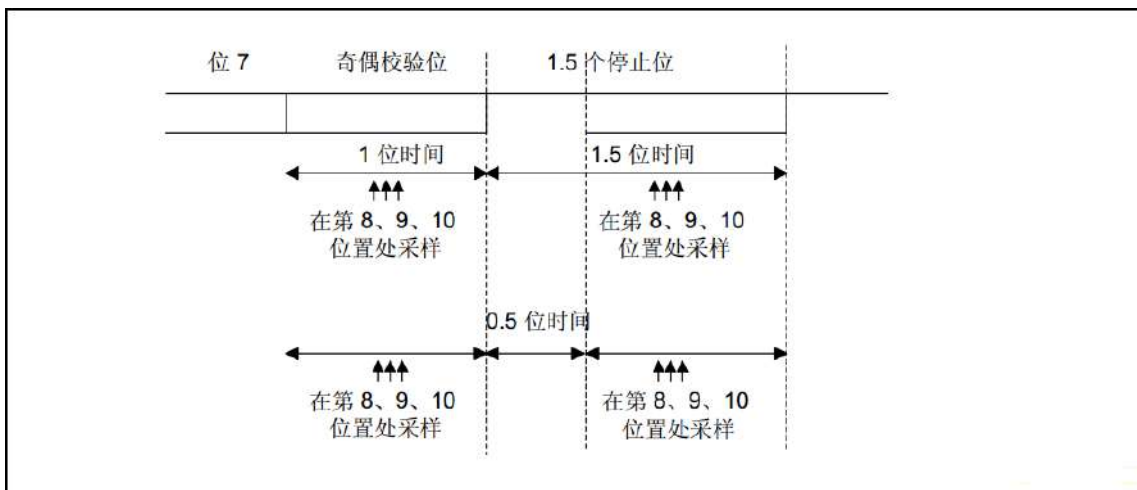 位 7 奇偶校验位 1.5 个停止位
1 位时间 1.5 位时间
在第 8、9、10 在第 8、9、10
位置处采样 位置处采样
0.5 位时间
在第 8、9、10 在第 8、9、10
位置处采样 位置处采样